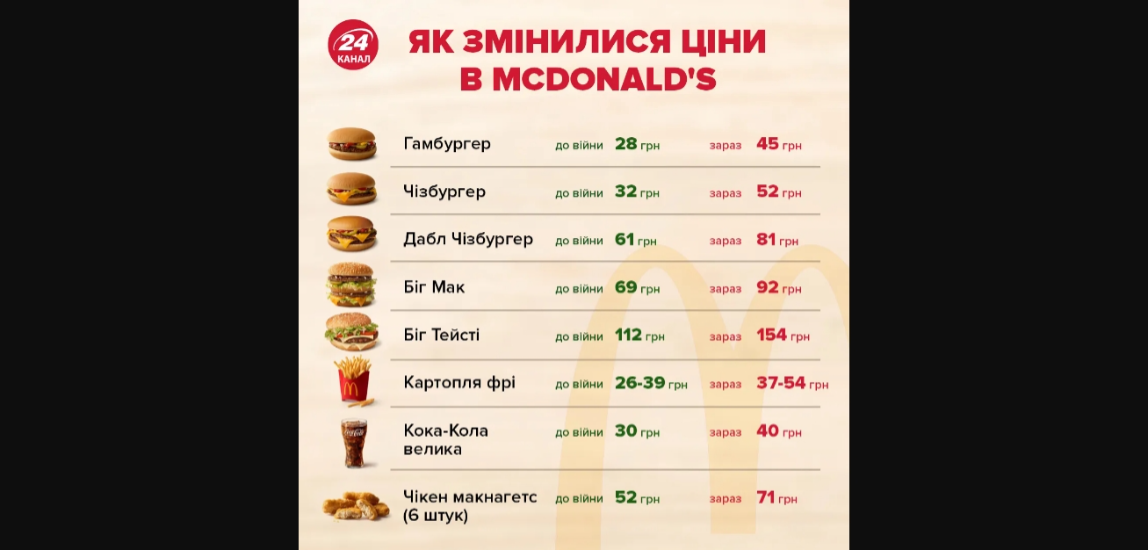 24
КАНАЛ
ЯК ЗМІНИЛИСЯ ЦІНИ
В MCDONALD'S
Гамбургер до війни 28 грн зараз 45 грн
Чізбургер до війни 32 грн зараз 52 грн
Дабл Чізбургер до війни 61 грн зараз 81 грн
Біг Мак до війни 69 грн зараз 92 грн
Біг Тейсті до війни 112 грн зараз 154 грн
Картопля фрі до війни 26-39 грн зараз 37-54 грн
Кока-Кола до війни 30 грн зараз 40 грн
велика
Чікен макнагетс до війни 52 грн зараз 71 грн
(6 штук)